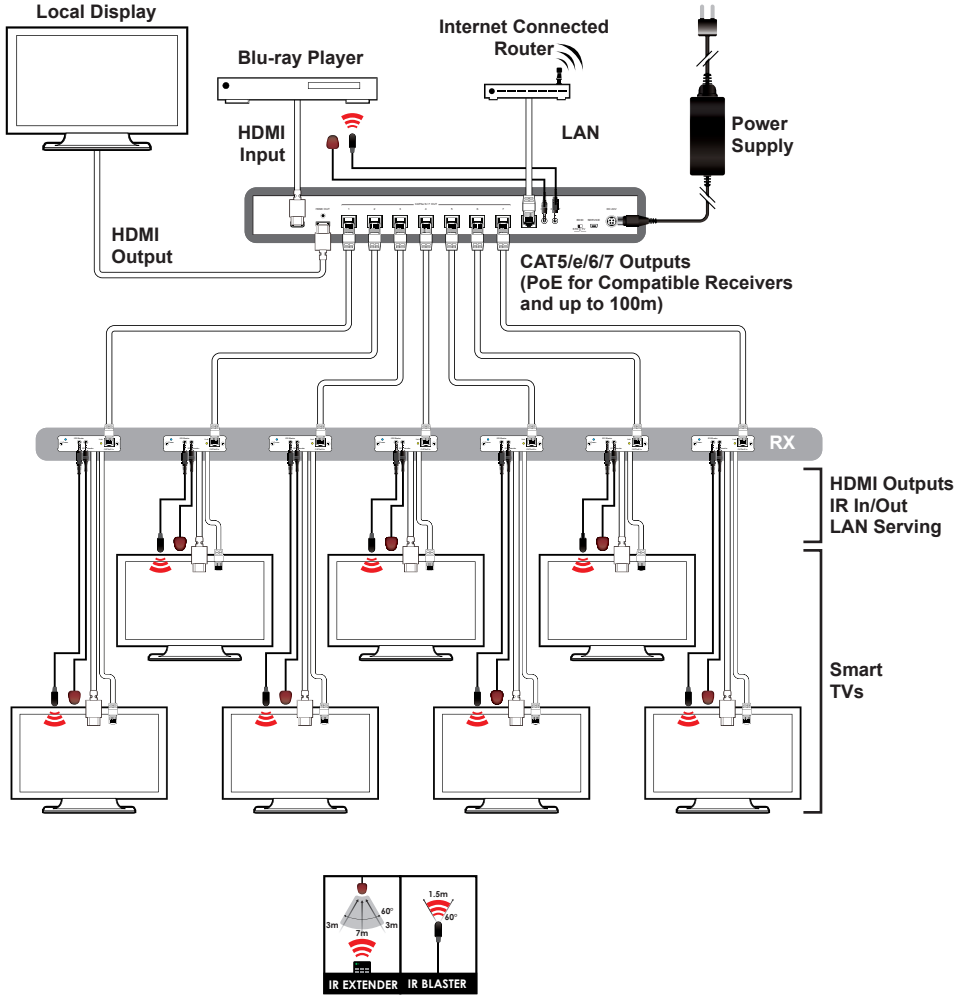 Local Display
Blu-ray Player
Internet Connected
Router
HDMI
Input
LAN
Power
Supply
HDMI
Output
CAT5/e/6/7 Outputs
(PoE for Compatible Receivers
and up to 100m)
RX
HDMI Outputs
IR In/Out
LAN Serving
Smart
TVs
60°
3m
3m
7m
IR EXTENDER
1.5m
60°
IR BLASTER